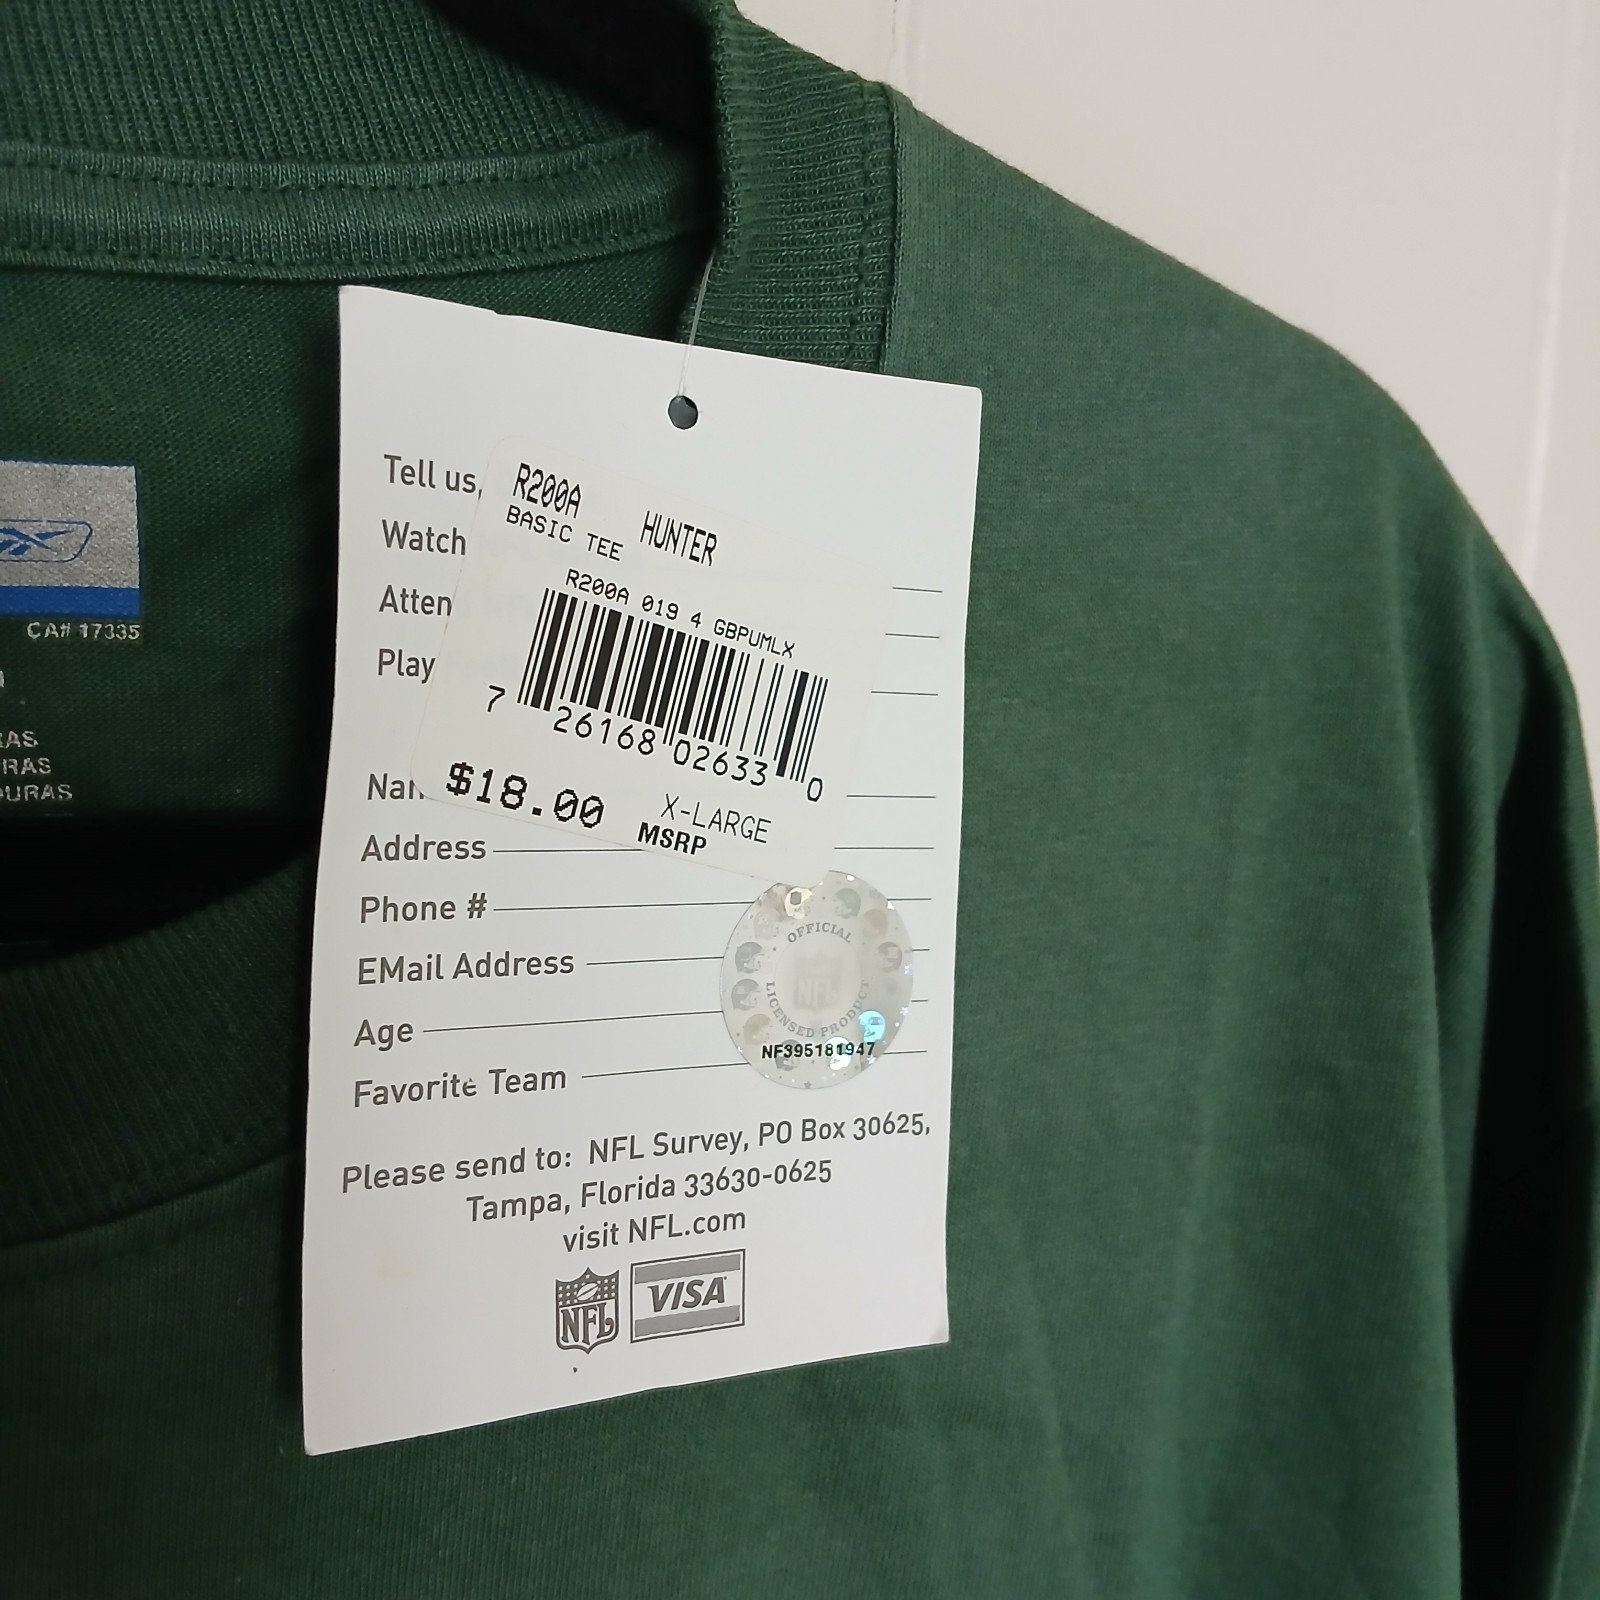 Tell us,
Watch
Atten
Play
R200A HUNTER
BASIC TEE
R200A 019 4 GBPUMLX
7 26168 02633 0
$18.00 X-LARGE
MSRP
Nam
Address
Phone #
EMail Address
Age
Favorite Team
OFFICIAL
NFL
LICENSED PRODUCT
NF395181947
Please send to: NFL Survey, PO Box 30625,
Tampa, Florida 33630-0625
visit NFL.com
NFL VISA
CA# 17335
RAS
RAS
DURAS